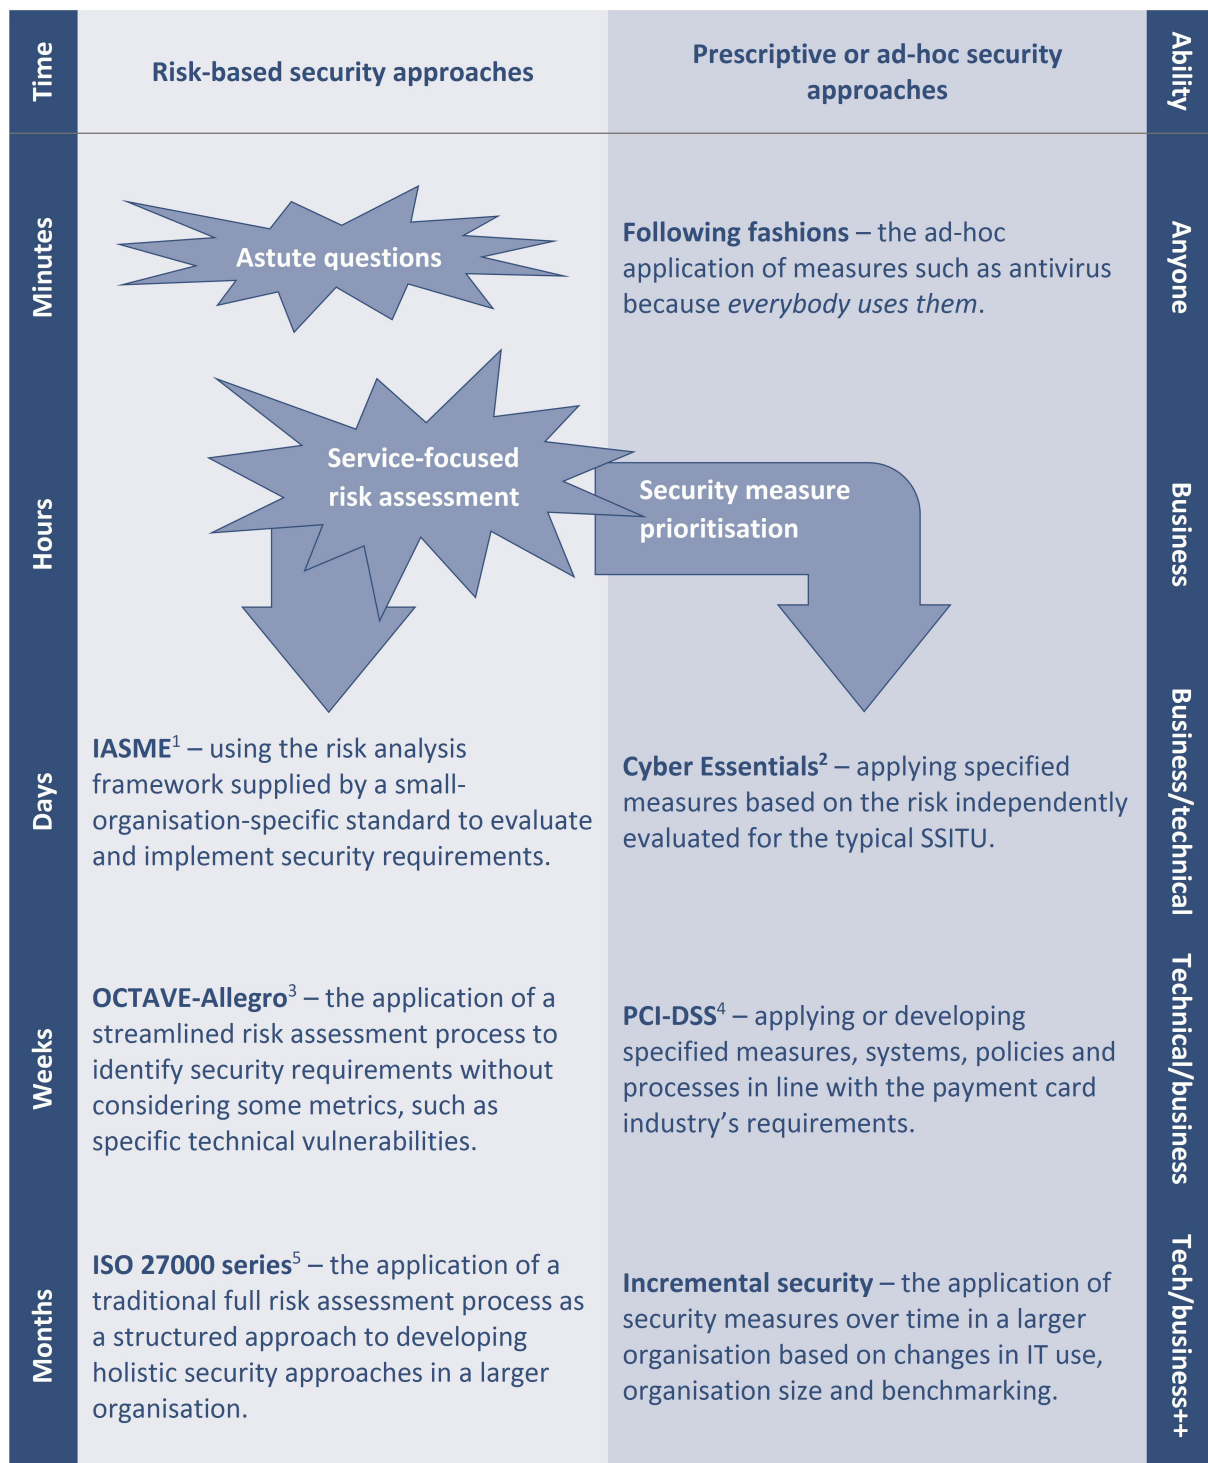 Time
Risk-based security approaches
Prescriptive or ad-hoc security
approaches
Ability
Minutes
Astute questions
Following fashions – the ad-hoc
application of measures such as antivirus
because everybody uses them.
Anyone
Hours
Service-focused
risk assessment
Security measure
prioritisation
Business
Days
IASME¹ – using the risk analysis
framework supplied by a small-
organisation-specific standard to evaluate
and implement security requirements.
Cyber Essentials² – applying specified
measures based on the risk independently
evaluated for the typical SSITU.
Business/technical
Weeks
OCTAVE-Allegro³ – the application of a
streamlined risk assessment process to
identify security requirements without
considering some metrics, such as
specific technical vulnerabilities.
PCI-DSS⁴ – applying or developing
specified measures, systems, policies and
processes in line with the payment card
industry’s requirements.
Technical/business
Months
ISO 27000 series⁵ – the application of a
traditional full risk assessment process as
a structured approach to developing
holistic security approaches in a larger
organisation.
Incremental security – the application of
security measures over time in a larger
organisation based on changes in IT use,
organisation size and benchmarking.
Tech/business++